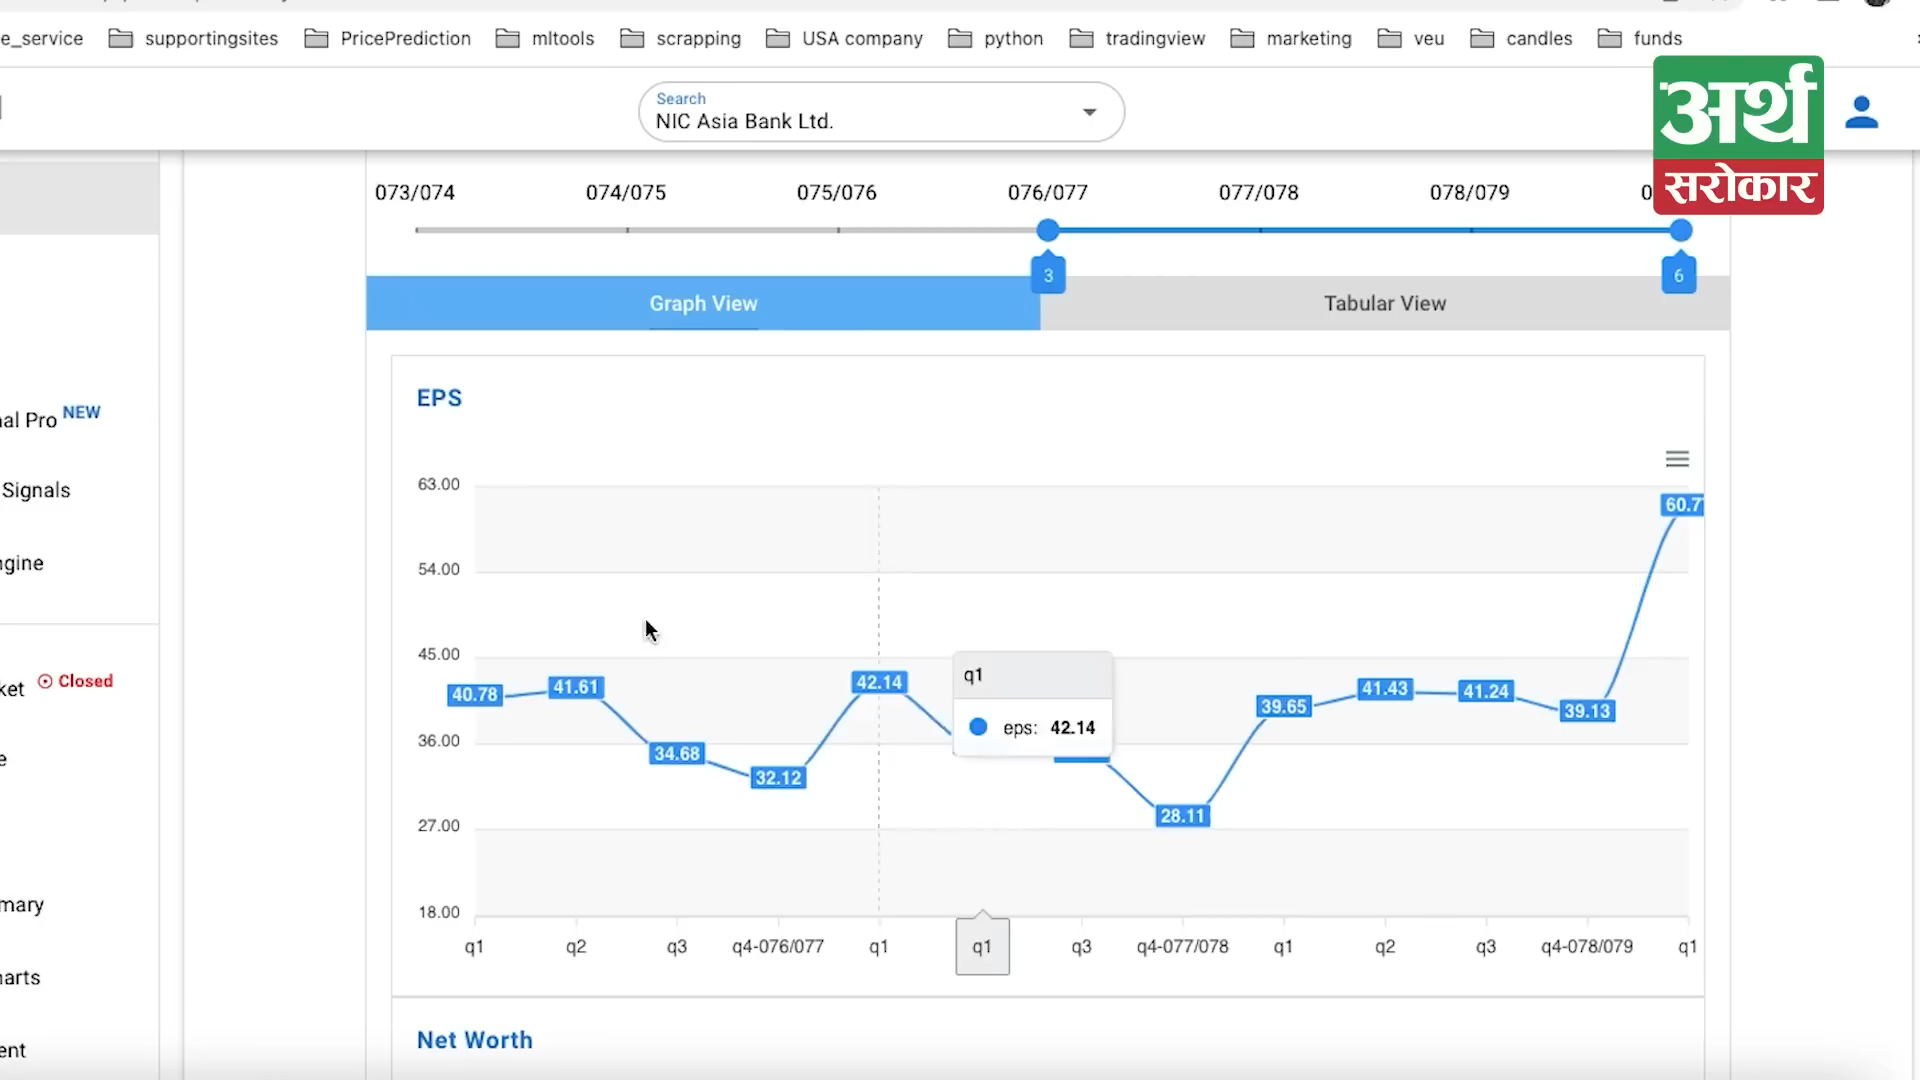 e_service supportingsites PricePrediction mltools scrapping USA company python tradingview marketing veu candles funds
अर्थ
सरोकार
Search
NIC Asia Bank Ltd.
073/074 074/075 075/076 076/077 077/078 078/079 0
3 6
Graph View Tabular View
EPS
al Pro NEW
Signals
ngine
ket Closed
e
mary
arts
ent
63.00
54.00
45.00
36.00
27.00
18.00
40.78 41.61 34.68 32.12 42.14 28.11 39.65 41.43 41.24 39.13 60.7
q1
eps: 42.14
q1 q2 q3 q4-076/077 q1 q1 q3 q4-077/078 q1 q2 q3 q4-078/079 q1
Net Worth